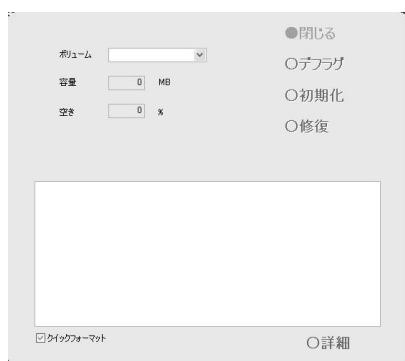 ●閉じる
ボリューム
○デフラグ
容量 0 MB
○初期化
空き 0 %
○修復
クイックフォーマット
○詳細